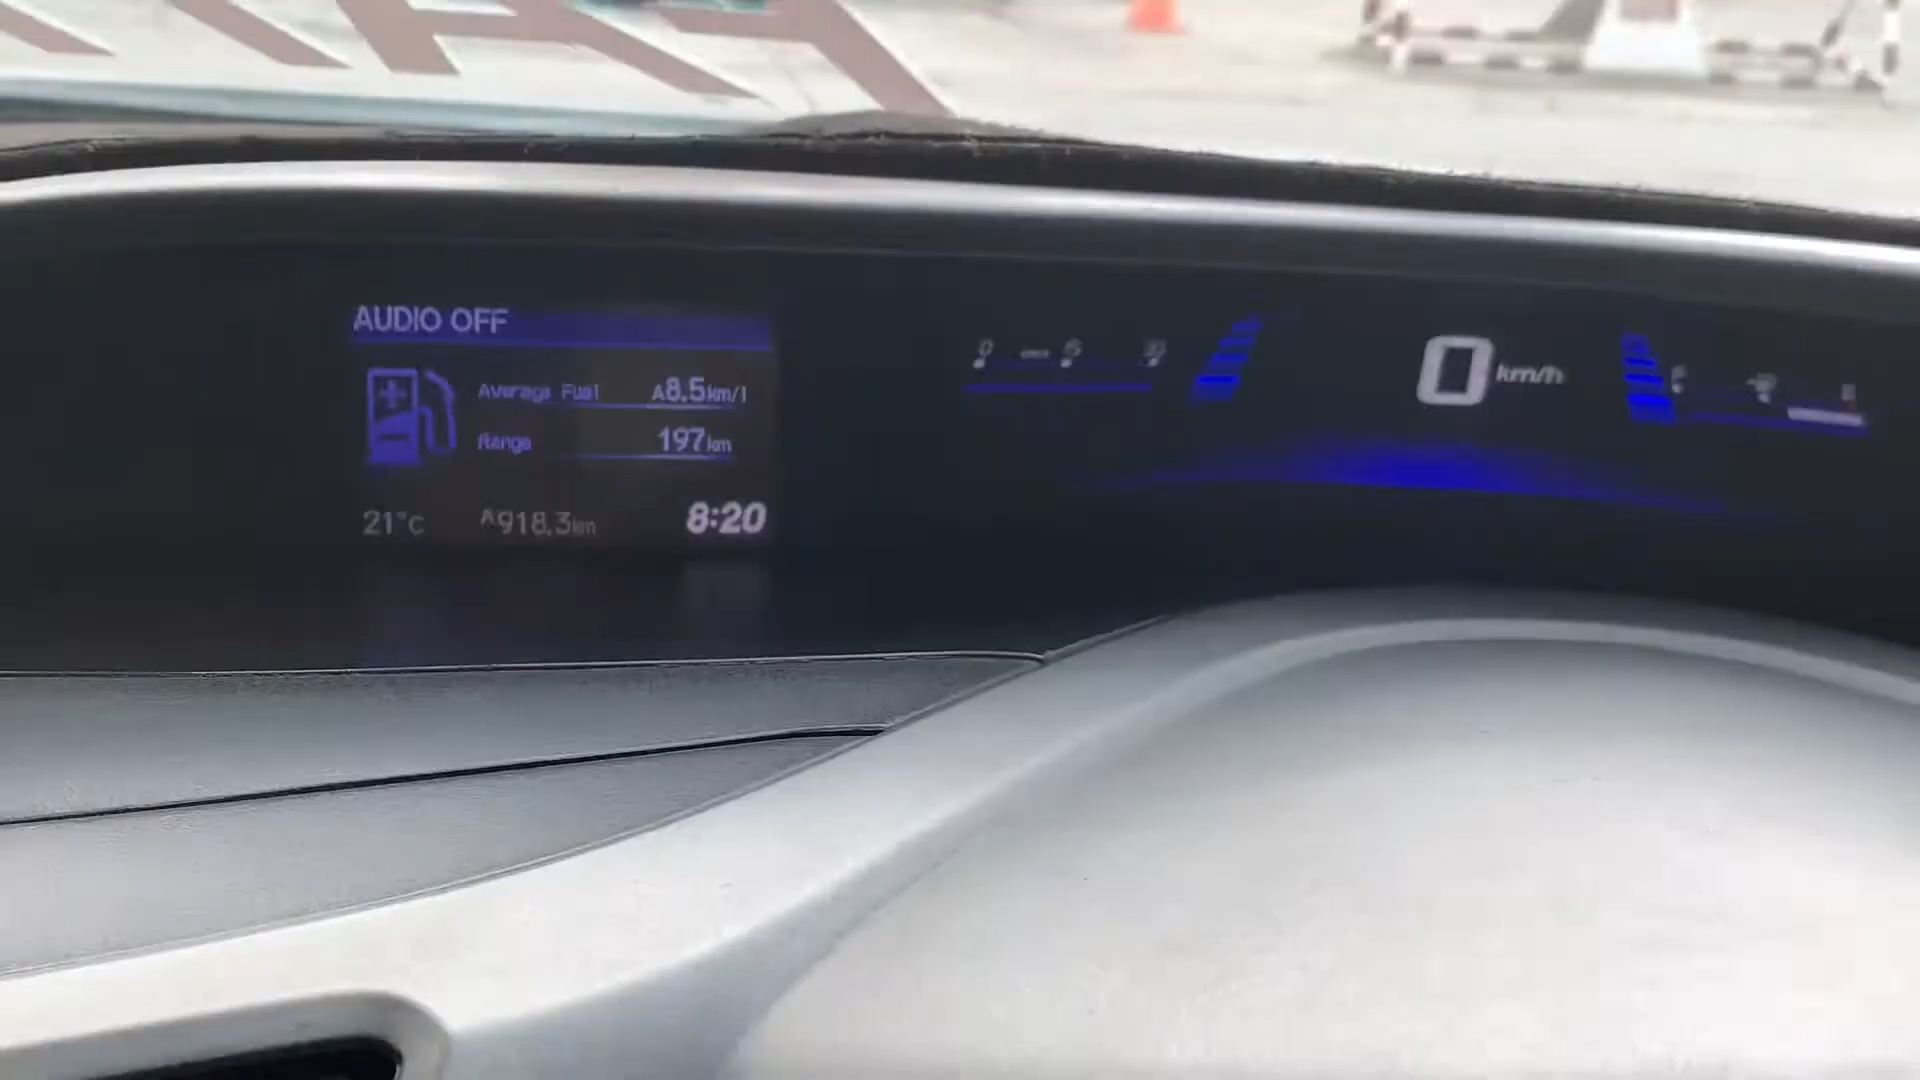 AUDIO OFF
Average Fuel A8.5km/l
Range 197km
21°C A918.3km 8:20
0 km/h